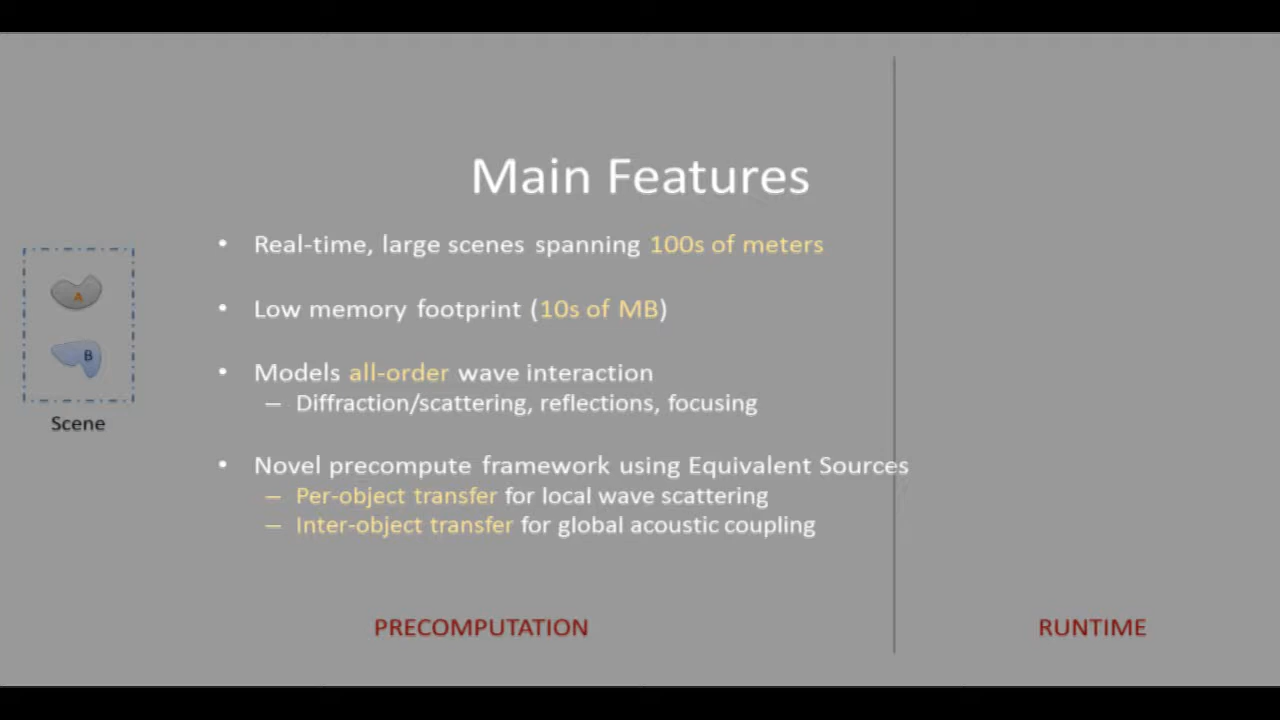 Main Features
• Real-time, large scenes spanning 100s of meters
• Low memory footprint (10s of MB)
• Models all-order wave interaction
– Diffraction/scattering, reflections, focusing
• Novel precompute framework using Equivalent Sources
– Per-object transfer for local wave scattering
– Inter-object transfer for global acoustic coupling
A
B
Scene
PRECOMPUTATION
RUNTIME